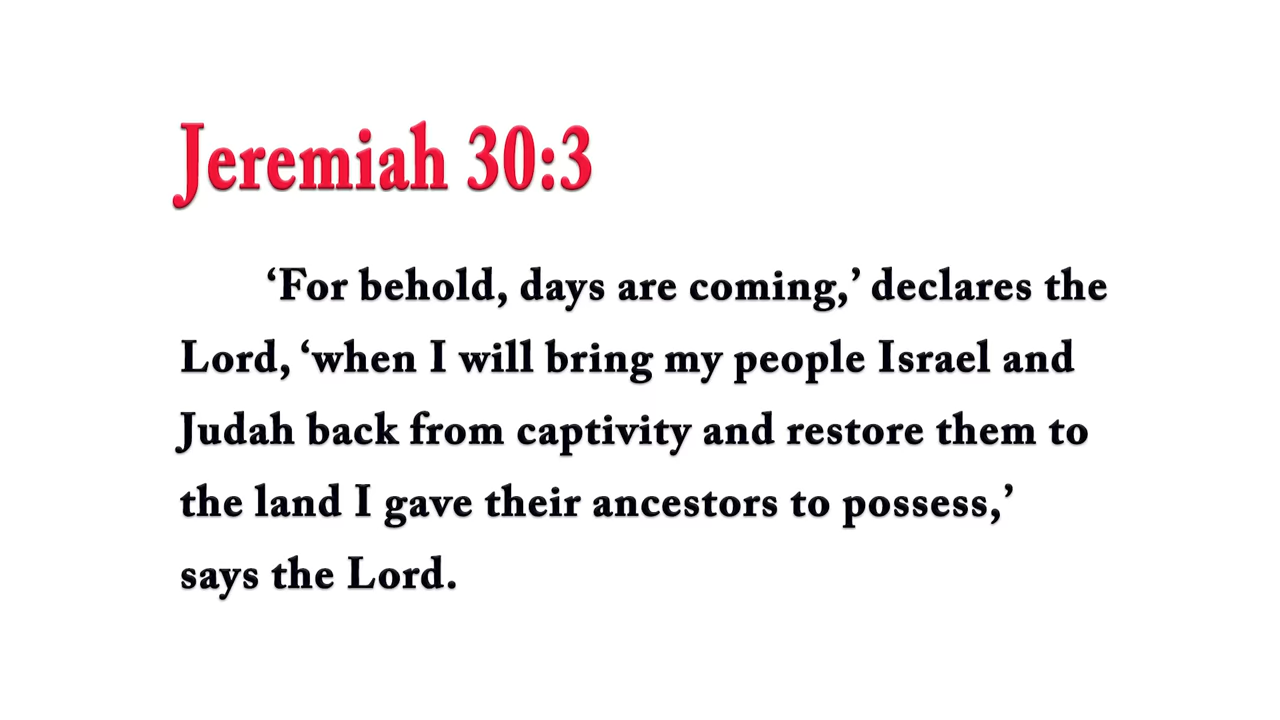 Jeremiah 30:3
‘For behold, days are coming,’ declares the
Lord, ‘when I will bring my people Israel and
Judah back from captivity and restore them to
the land I gave their ancestors to possess,’
says the Lord.